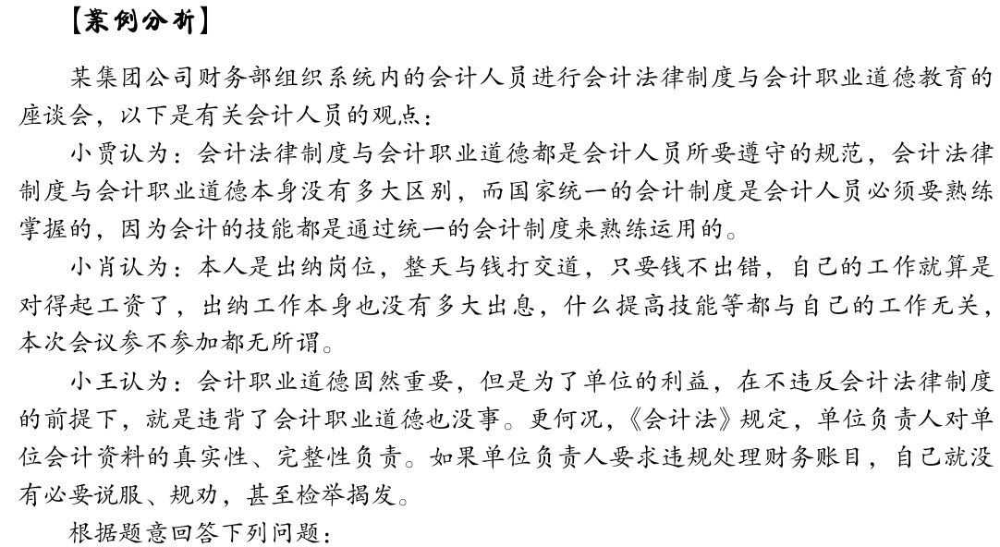 【案例分析】
某集团公司财务部组织系统内的会计人员进行会计法律制度与会计职业道德教育的
座谈会，以下是有关会计人员的观点：
小贾认为：会计法律制度与会计职业道德都是会计人员所要遵守的规范，会计法律
制度与会计职业道德本身没有多大区别，而国家统一的会计制度是会计人员必须要熟练
掌握的，因为会计的技能都是通过统一的会计制度来熟练运用的。
小肖认为：本人是出纳岗位，整天与钱打交道，只要钱不出错，自己的工作就算是
对得起工资了，出纳工作本身也没有多大出息，什么提高技能等都与自己的工作无关，
本次会议参不参加都无所谓。
小王认为：会计职业道德固然重要，但是为了单位的利益，在不违反会计法律制度
的前提下，就是违背了会计职业道德也没事。更何况，《会计法》规定，单位负责人对单
位会计资料的真实性、完整性负责。如果单位负责人要求违规处理财务账目，自己就没
有必要说服、规劝，甚至检举揭发。
根据题意回答下列问题：